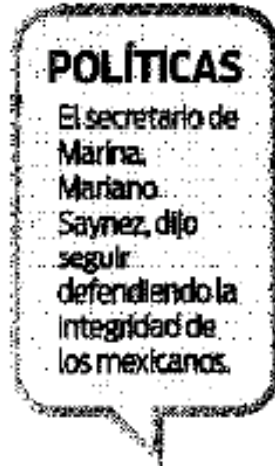 POLÍTICAS
El secretario de
Marina,
Mariano
Saynez, dijo
seguir
defendiendo la
integridad de
los mexicanos.